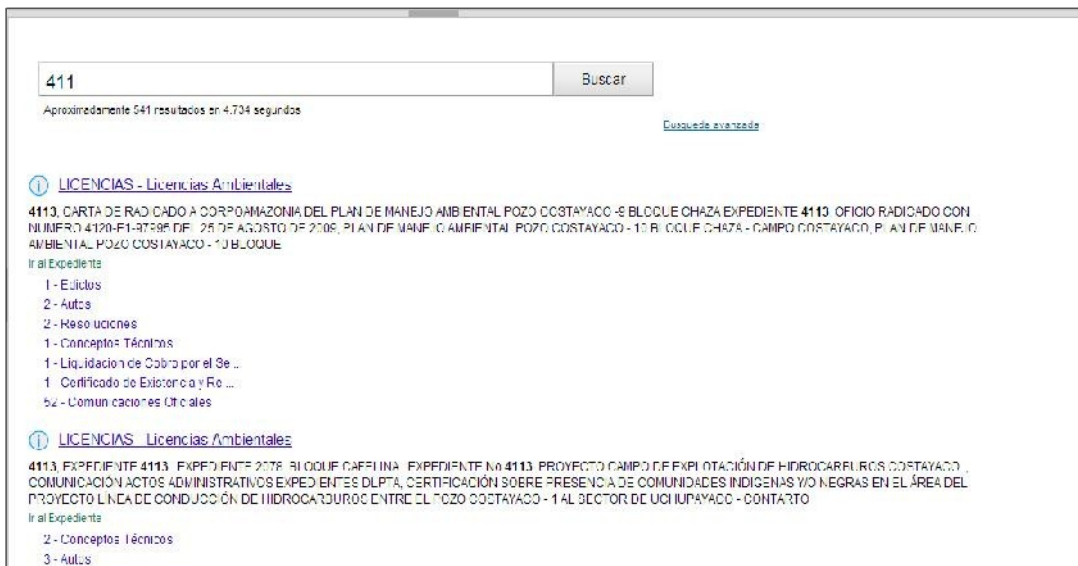 411
Buscar
Aproximadamente 541 resultados en 4.734 segundos
Búsqueda avanzada
LICENCIAS - Licencias Ambientales
4113, CARTA DE RADICADO A CORPOAMAZONIA DEL PLAN DE MANEJO AMBIENTAL POZO COSTAYACO -9 BLOQUE CHAZA EXPEDIENTE 4113, OFICIO RADICADO CON
NUMERO 4120-E1-97995 DEL 25 DE AGOSTO DE 2009, PLAN DE MANEJO AMBIENTAL POZO COSTAYACO - 10 BLOQUE CHAZA - CAMPO COSTAYACO, PLAN DE MANEJO
AMBIENTAL POZO COSTAYACO - 10 BLOQUE
Ir al Expediente
1 - Edictos
2 - Autos
2 - Resoluciones
1 - Conceptos Técnicos
1 - Liquidacion de Cobro por el Se ...
1 - Certificado de Existencia y Re ...
52 - Comunicaciones Oficiales
LICENCIAS - Licencias Ambientales
4113, EXPEDIENTE 4113, EXPEDIENTE 2078, BLOQUE CAFELINA, EXPEDIENTE No 4113, PROYECTO CAMPO DE EXPLOTACIÓN DE HIDROCARBUROS COSTAYACO ,
COMUNICACIÓN ACTOS ADMINISTRATIVOS EXPEDIENTES DLPTA, CERTIFICACIÓN SOBRE PRESENCIA DE COMUNIDADES INDIGENAS Y/O NEGRAS EN EL ÁREA DEL
PROYECTO LÍNEA DE CONDUCCIÓN DE HIDROCARBUROS ENTRE EL POZO COSTAYACO - 1 AL SECTOR DE UCHUPAYACO - CONTARTO
Ir al Expediente
2 - Conceptos Técnicos
3 - Autos